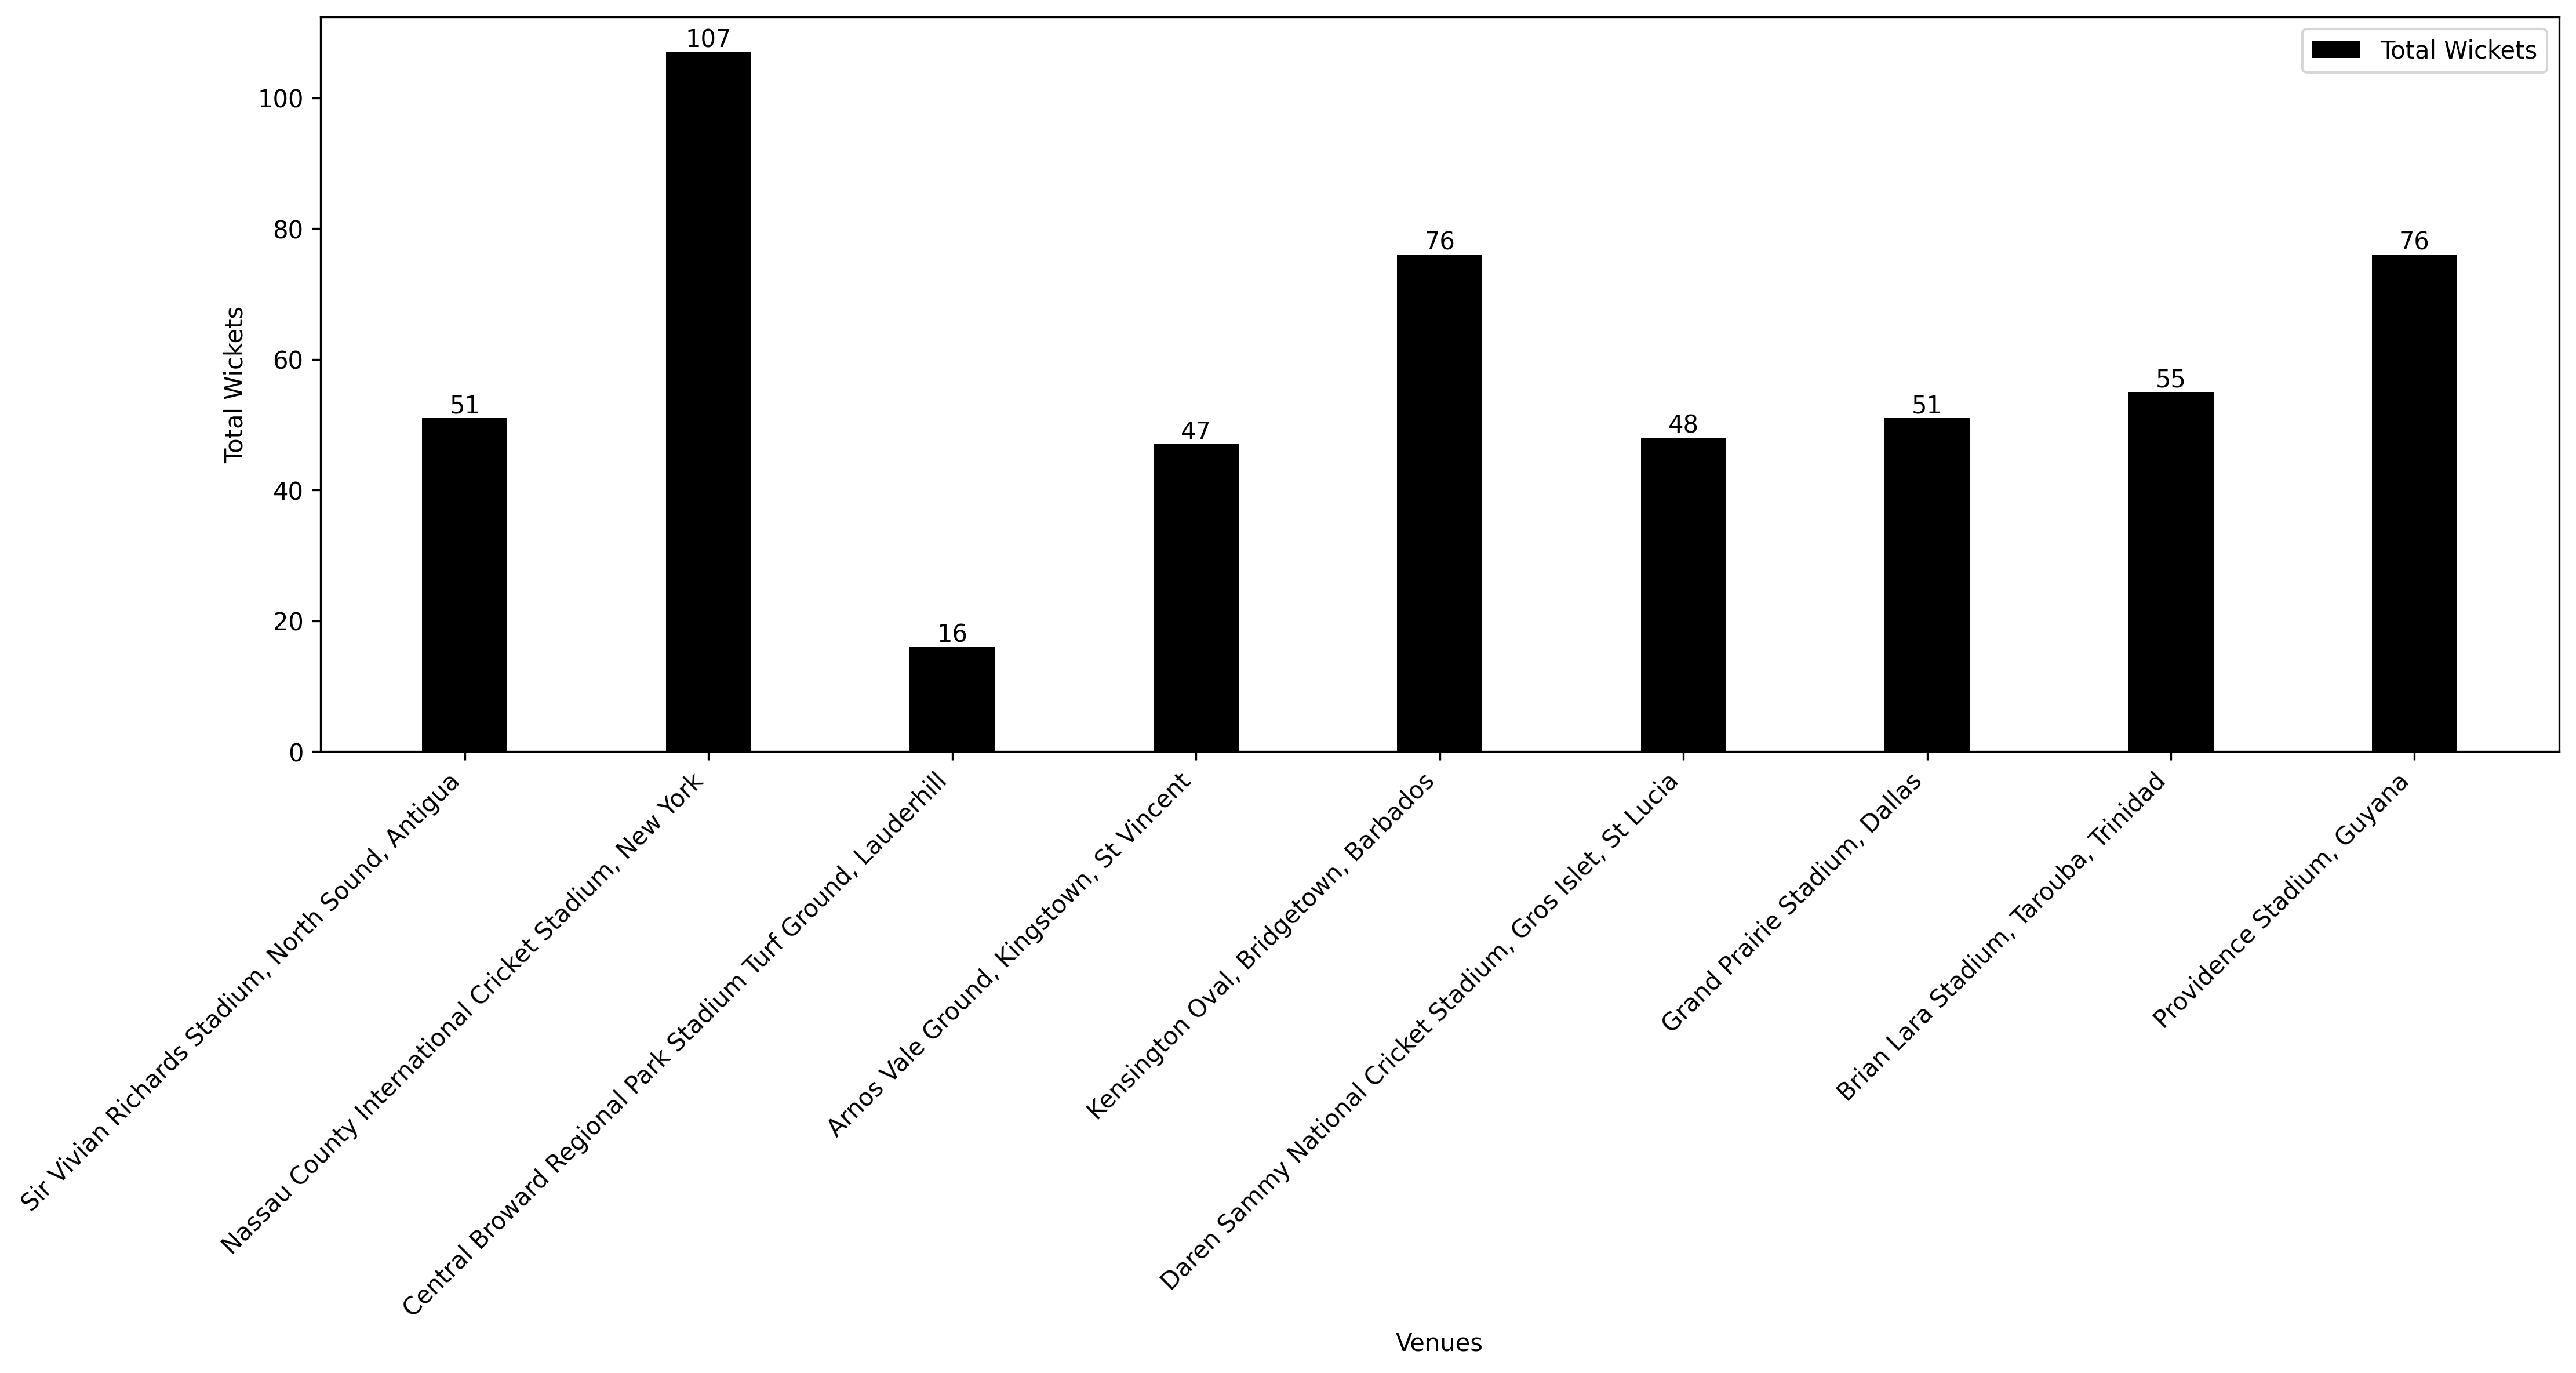 Total Wickets
107
51
16
47
76
48
51
55
76
100
80
60
40
20
0
Total Wickets
Sir Vivian Richards Stadium, North Sound, Antigua
Nassau County International Cricket Stadium, New York
Central Broward Regional Park Stadium Turf Ground, Lauderhill
Arnos Vale Ground, Kingstown, St Vincent
Kensington Oval, Bridgetown, Barbados
Daren Sammy National Cricket Stadium, Gros Islet, St Lucia
Grand Prairie Stadium, Dallas
Brian Lara Stadium, Tarouba, Trinidad
Providence Stadium, Guyana
Venues